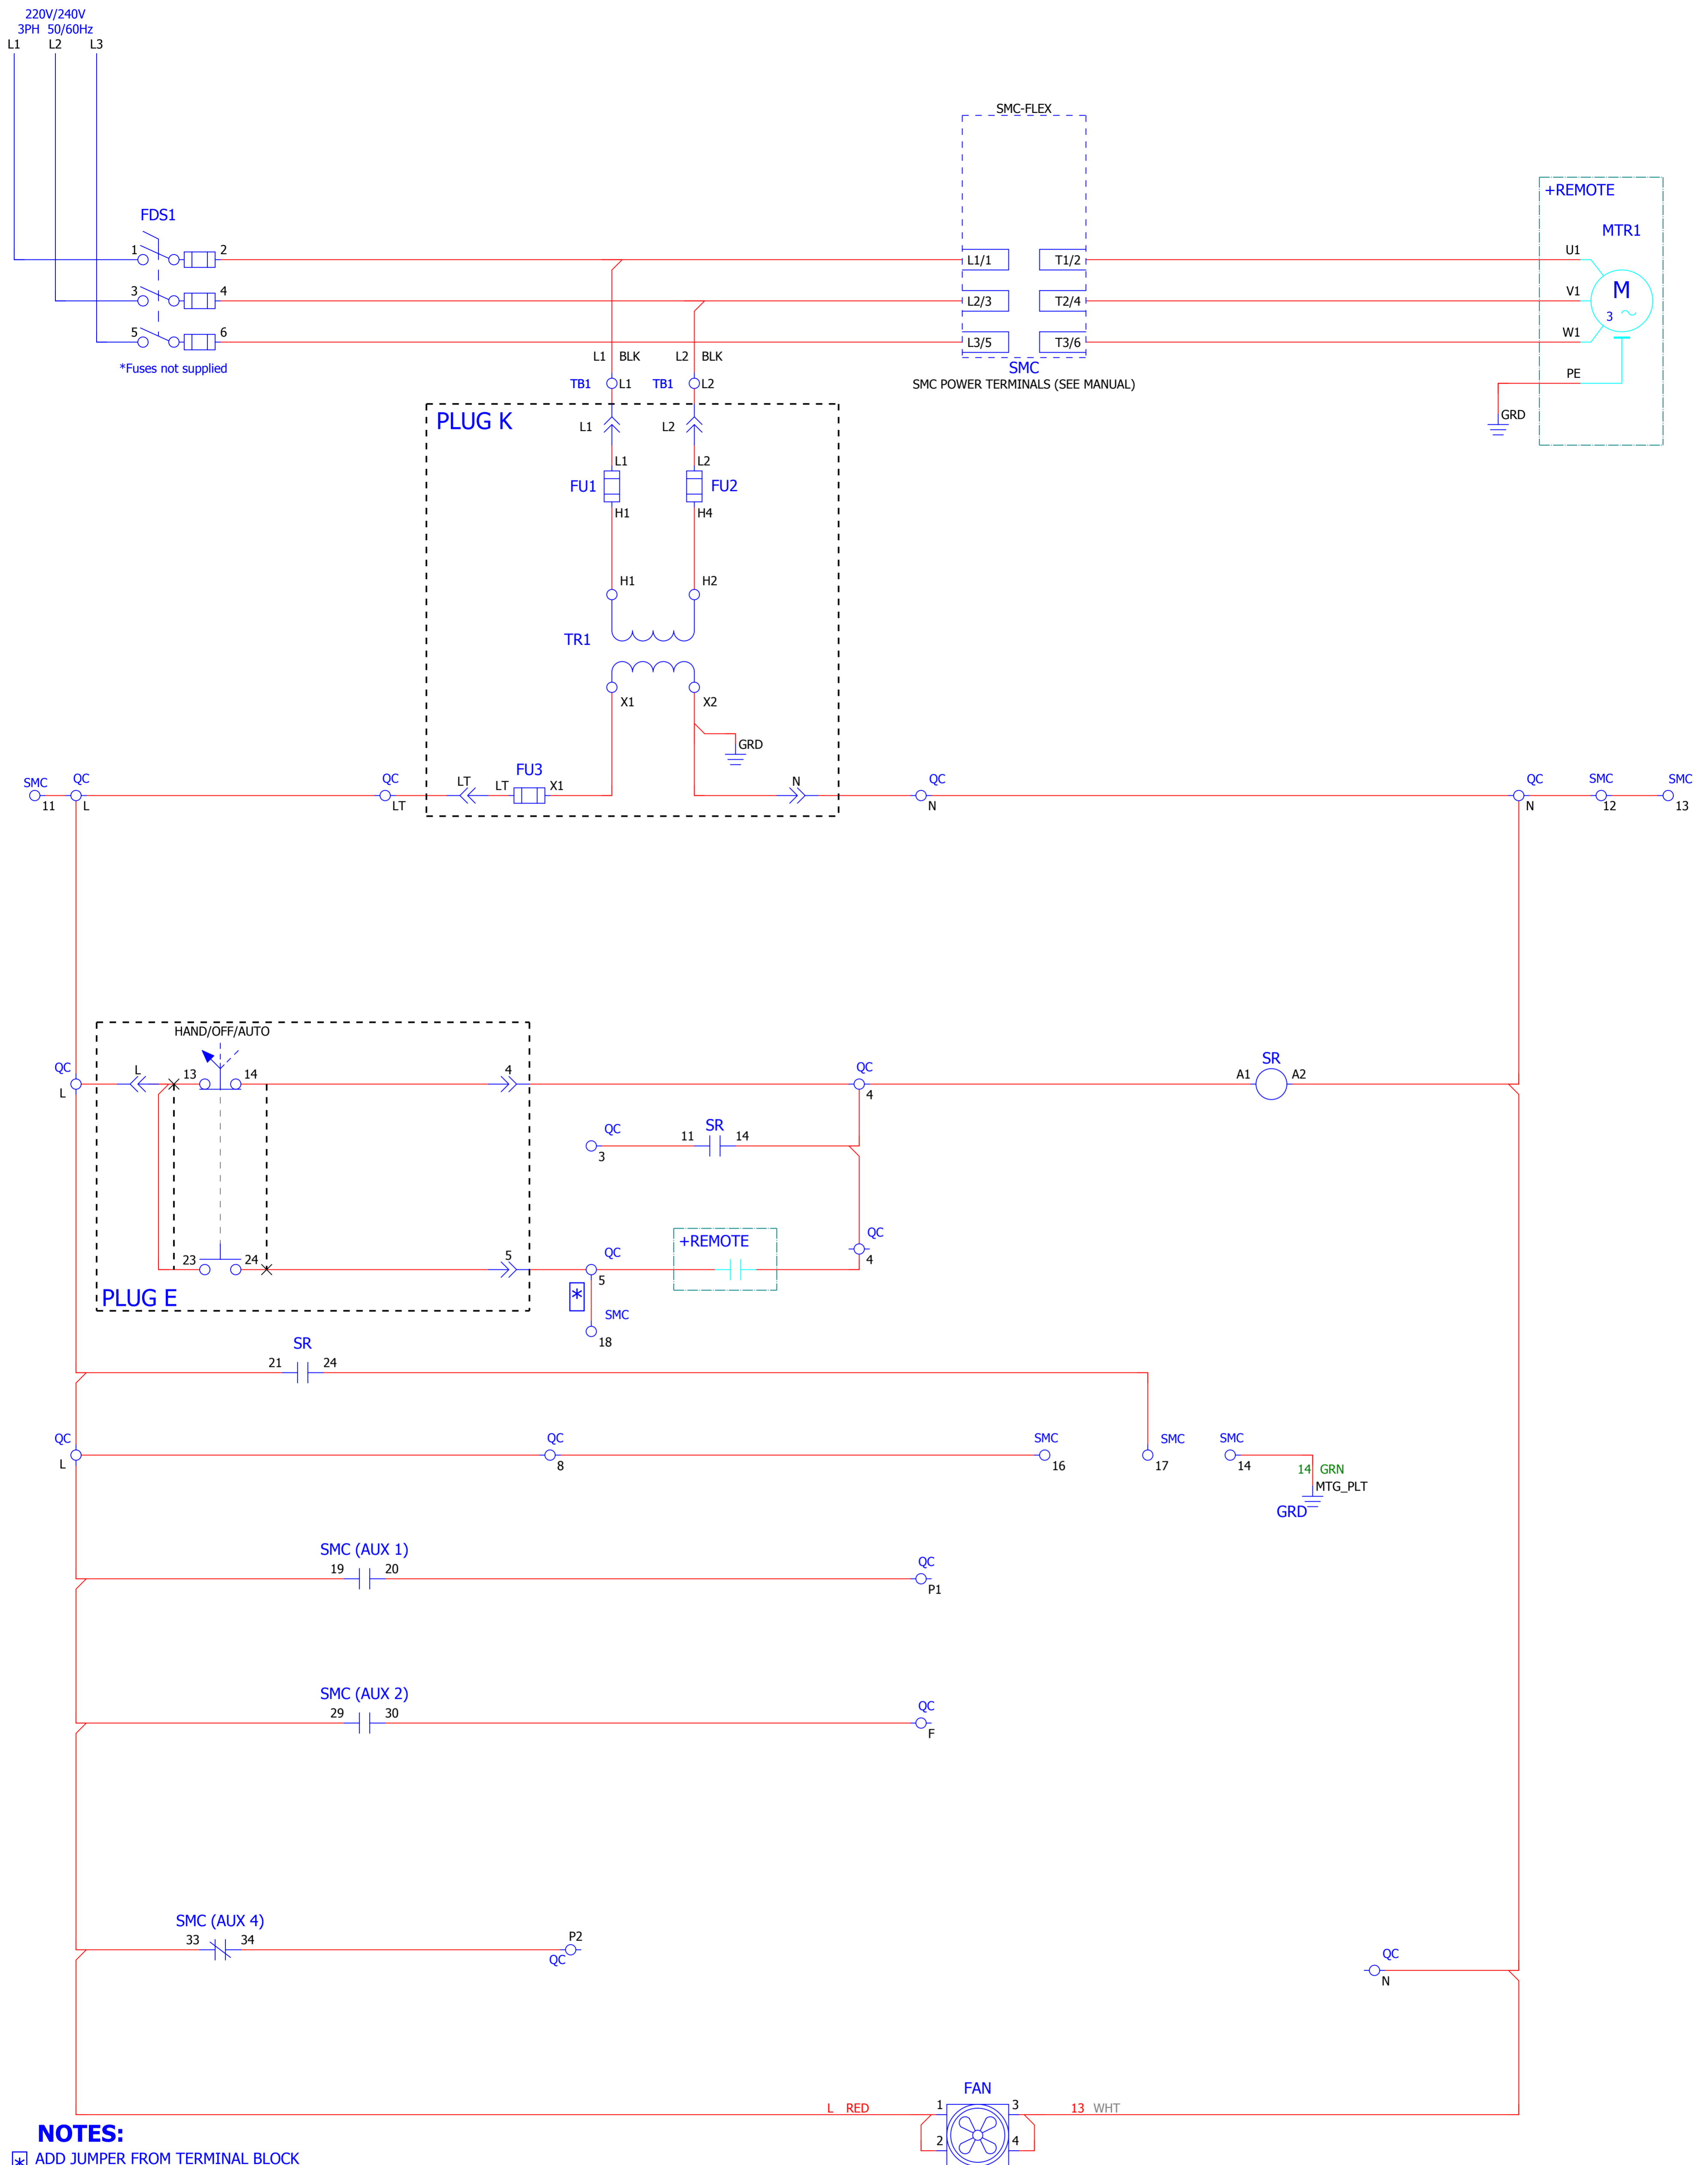 220V/240V
3PH 50/60Hz
L1 L2 L3
SMC-FLEX
+REMOTE
FDS1
MTR1
1 2 L1/1 T1/2 U1
3 4 L2/3 T2/4 V1
M
3
5 6 L3/5 T3/6 W1
*Fuses not supplied
L1 BLK L2 BLK
SMC
SMC POWER TERMINALS (SEE MANUAL)
PE
TB1 L1 TB1 L2
GRD
PLUG K
L1 L2
L1 L2
FU1 FU2
H1 H4
H1 H2
TR1
X1 X2
GRD
FU3
SMC QC QC LT LT X1 N QC QC SMC SMC
11 L LT N N 12 13
HAND/OFF/AUTO
QC L 13 14 4 QC SR
A1 A2
L 4
QC 11 SR 14
3
+REMOTE QC
23 24 5 QC
5 4
PLUG E
*
SMC
18
SR
21 24
QC QC SMC SMC SMC
L 8 16 17 14
14 GRN
MTG_PLT
GRD
SMC (AUX 1)
19 20 QC
P1
SMC (AUX 2)
29 30 QC
F
SMC (AUX 4)
33 34 P2
QC
QC
N
FAN
L RED 1 3 13 WHT
2 4
NOTES:
* ADD JUMPER FROM TERMINAL BLOCK